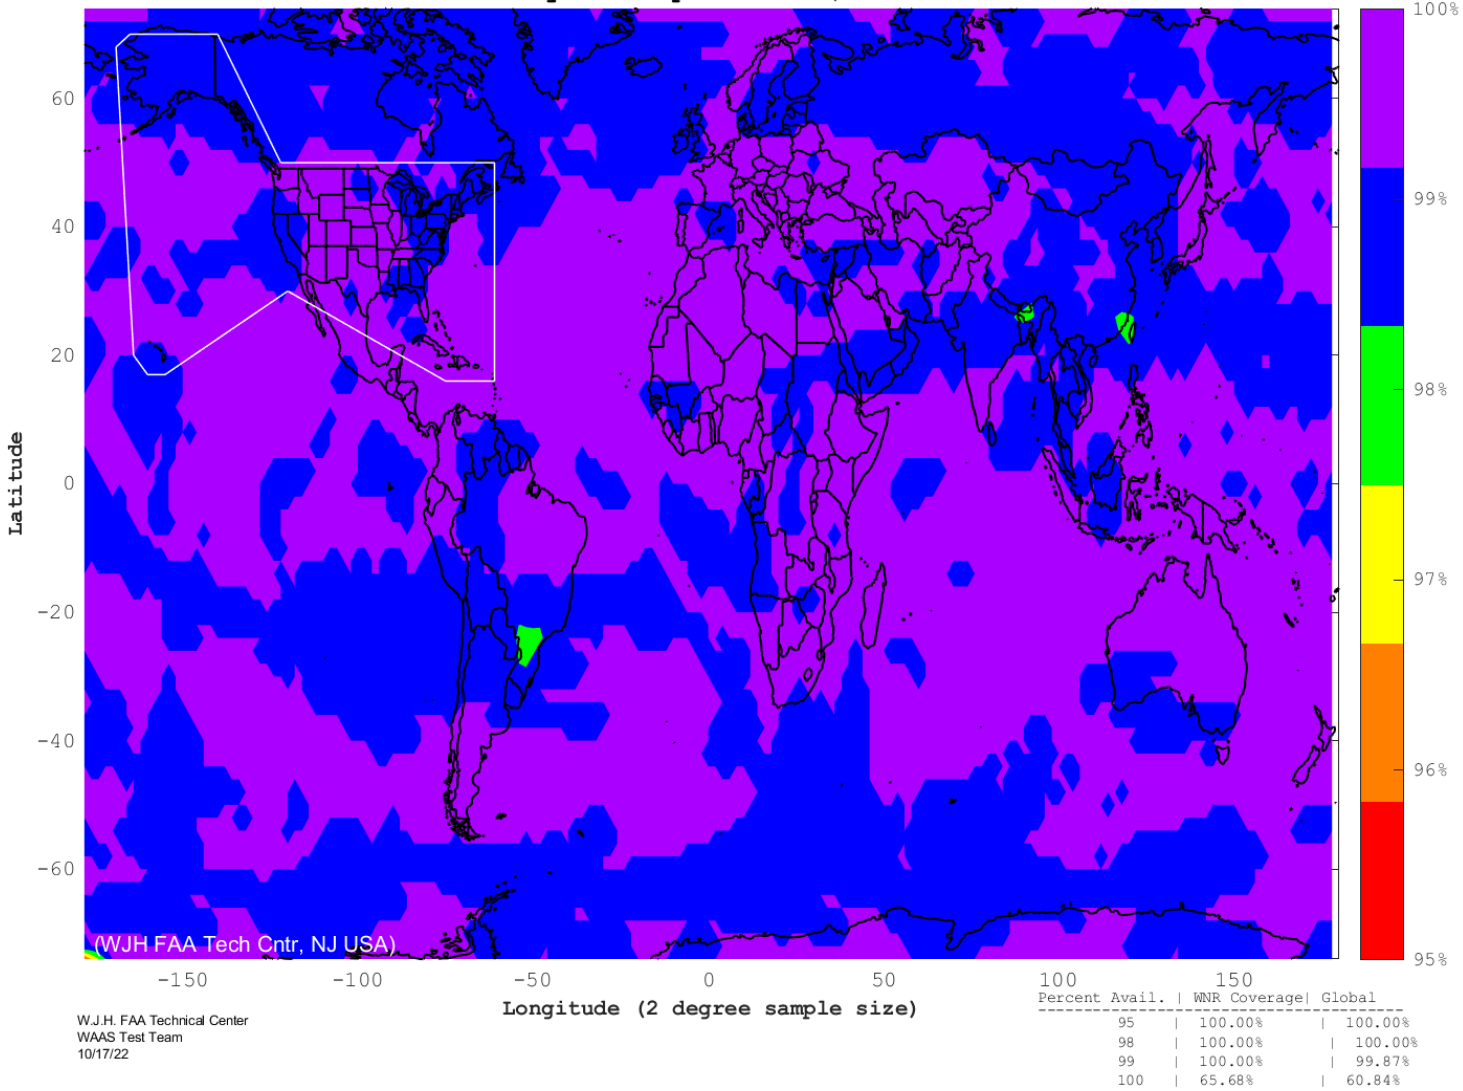 100%
99%
98%
97%
96%
95%
60
40
20
0
-20
-40
-60
Latitude
(WJH FAA Tech Cntr, NJ USA)
-150 -100 -50 0 50 100 150
Longitude (2 degree sample size)
Percent Avail. | WNR Coverage| Global
95 | 100.00% | 100.00%
98 | 100.00% | 100.00%
99 | 100.00% | 99.87%
100 | 65.68% | 60.84%
W.J.H. FAA Technical Center
WAAS Test Team
10/17/22